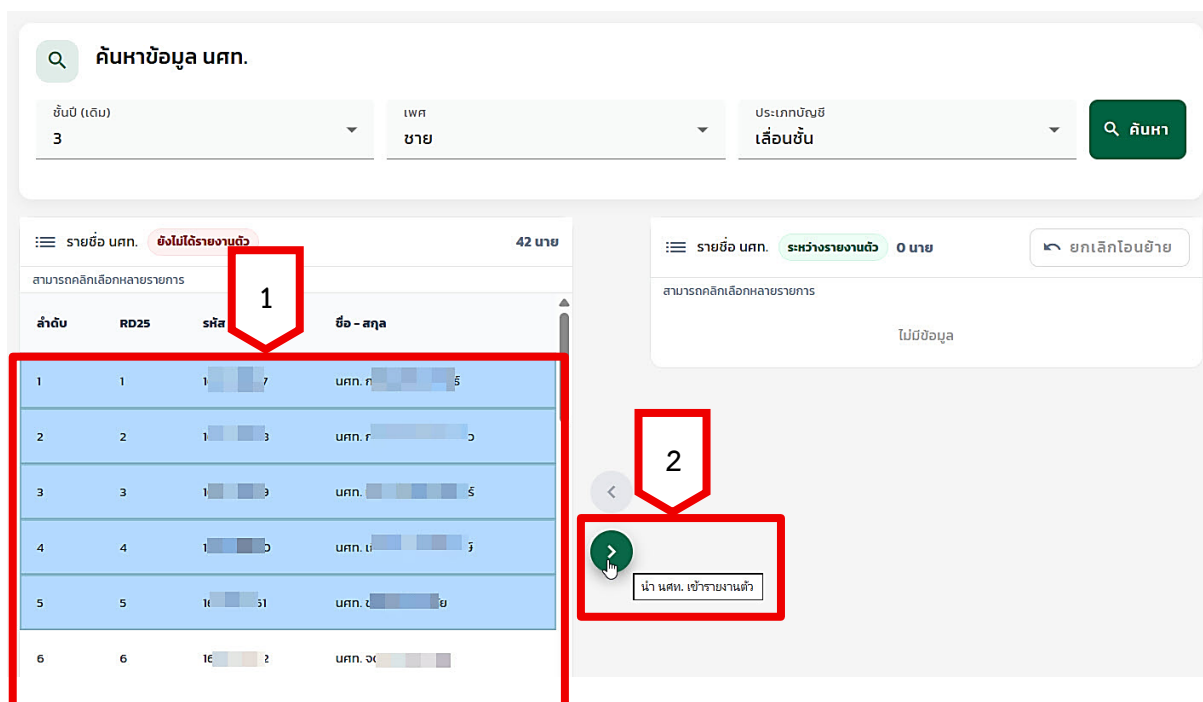 ค้นหาข้อมูล นศท.
ชั้นปี (เดิม)
3
เพศ
ชาย
ประเภทบัญชี
เลื่อนชั้น
ค้นหา
รายชื่อ นศท. ยังไม่ได้รายงานตัว 42 นาย
สามารถคลิกเลือกหลายรายการ
ลำดับ RD25 รหัส ชื่อ - สกุล
1 1 นศท.
2 2 นศท.
3 3 นศท.
4 4 นศท.
5 5 นศท.
6 6 นศท.
1
รายชื่อ นศท. ระหว่างรายงานตัว 0 นาย ยกเลิกโอนย้าย
สามารถคลิกเลือกหลายรายการ
ไม่มีข้อมูล
2
นำ นศท. เข้ารายงานตัว